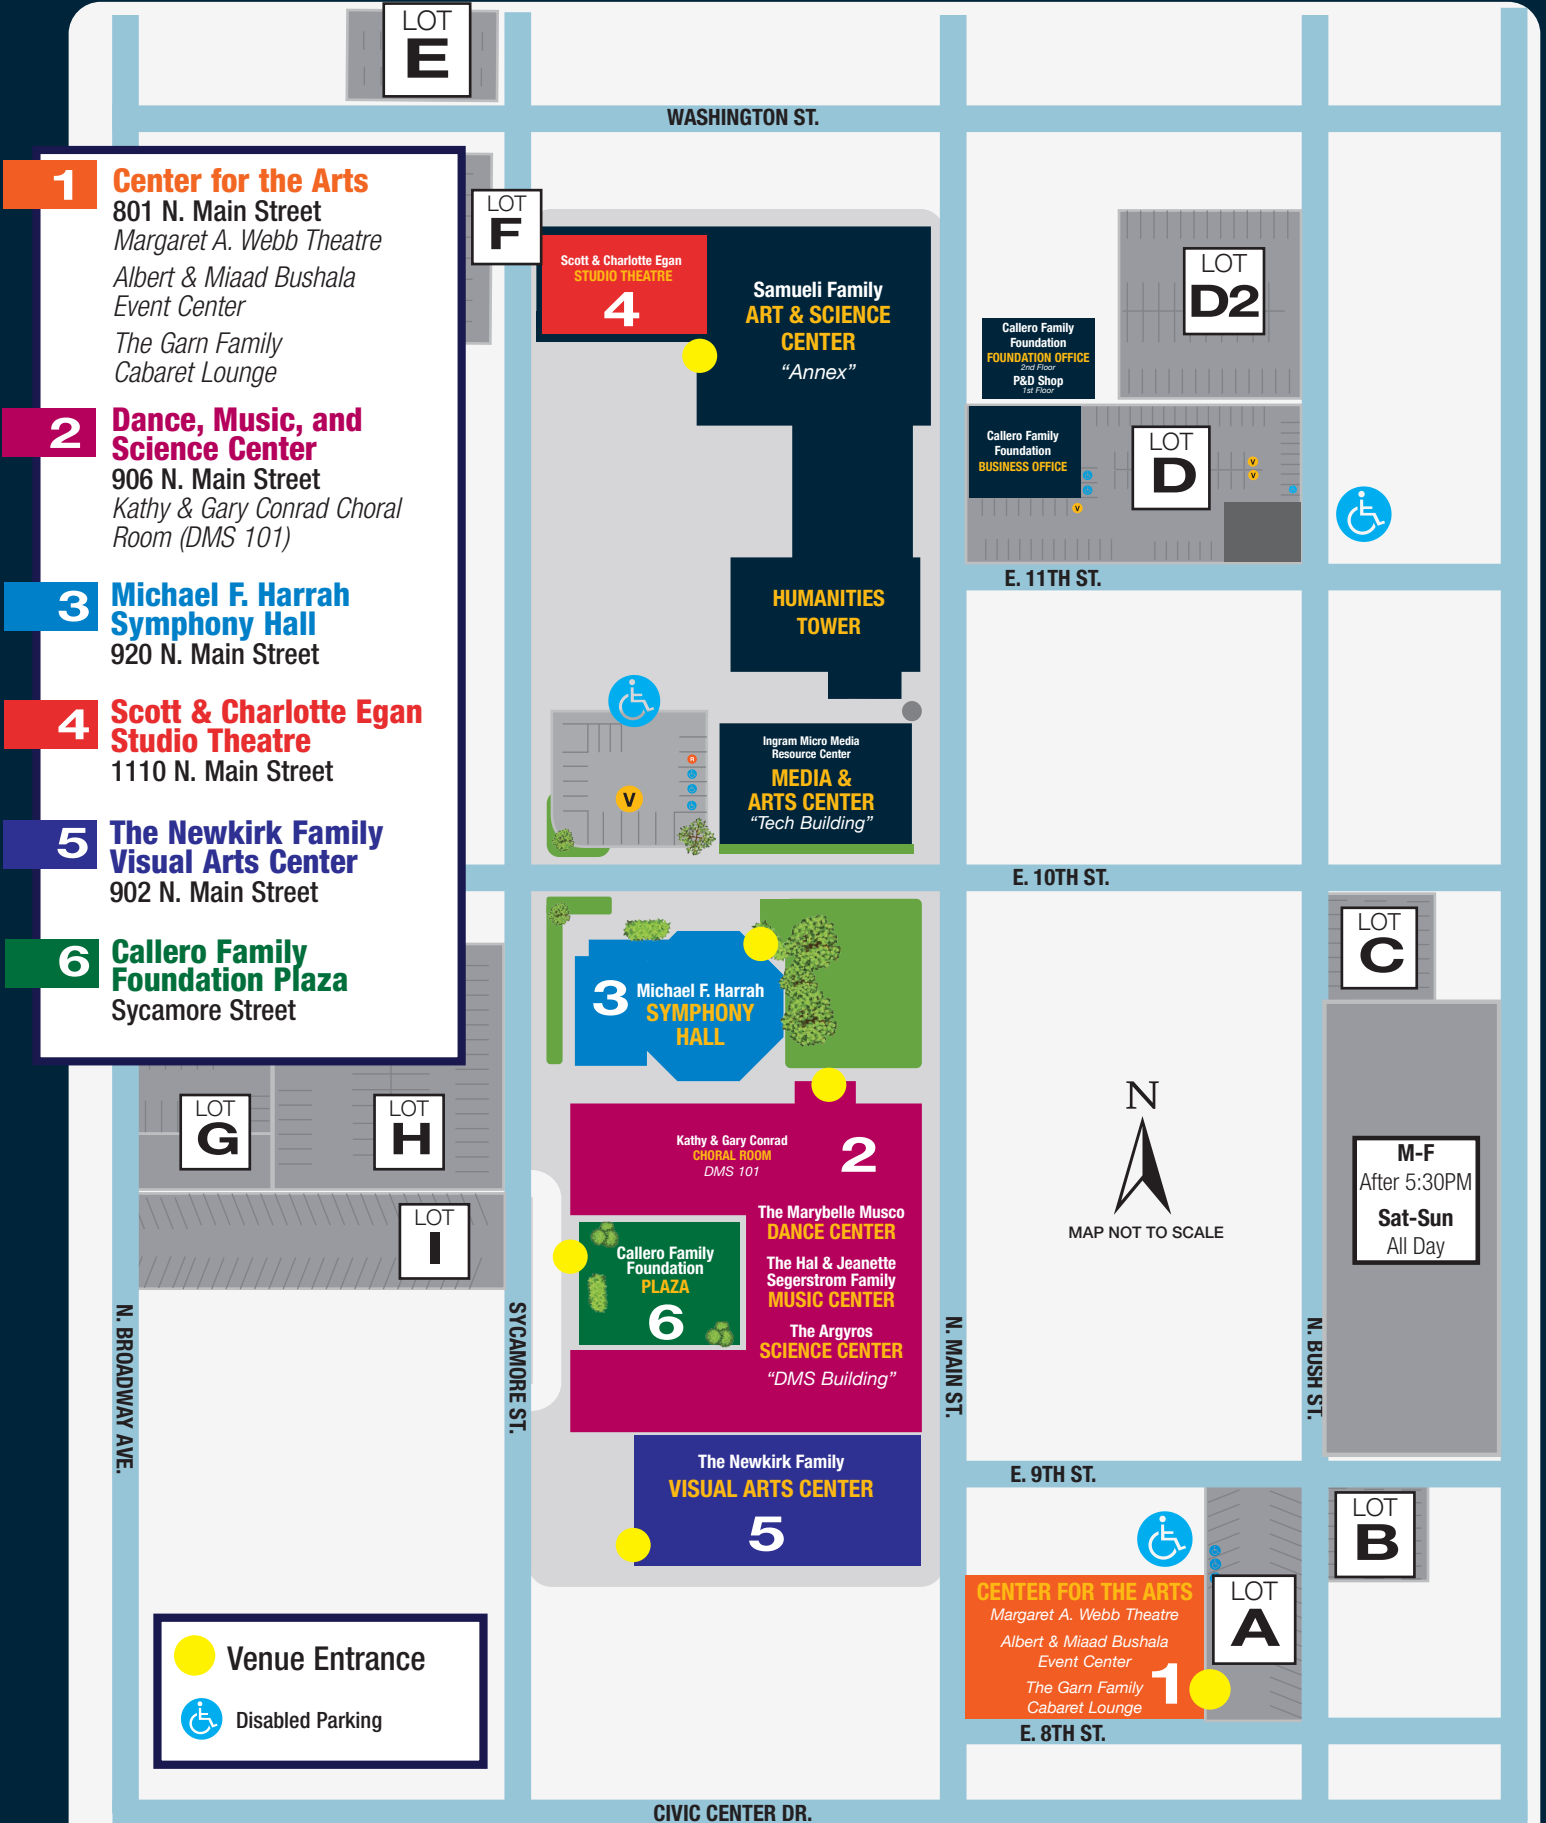 LOT
E
WASHINGTON ST.
1
Center for the Arts
801 N. Main Street
Margaret A. Webb Theatre
Albert & Miaad Bushala
Event Center
The Garn Family
Cabaret Lounge
2
Dance, Music, and
Science Center
906 N. Main Street
Kathy & Gary Conrad Choral
Room (DMS 101)
3
Michael F. Harrah
Symphony Hall
920 N. Main Street
4
Scott & Charlotte Egan
Studio Theatre
1110 N. Main Street
5
The Newkirk Family
Visual Arts Center
902 N. Main Street
6
Callero Family
Foundation Plaza
Sycamore Street
LOT
F
Scott & Charlotte Egan
STUDIO THEATRE
4
Samueli Family
ART & SCIENCE
CENTER
“Annex”
LOT
D2
Callero Family
Foundation
FOUNDATION OFFICE
2nd Floor
P&D Shop
1st Floor
Callero Family
Foundation
BUSINESS OFFICE
LOT
D
V
V
V
E. 11TH ST.
HUMANITIES
TOWER
R
V
Ingram Micro Media
Resource Center
MEDIA &
ARTS CENTER
“Tech Building”
E. 10TH ST.
LOT
C
3
Michael F. Harrah
SYMPHONY
HALL
LOT
G
LOT
H
LOT
I
Kathy & Gary Conrad
CHORAL ROOM
DMS 101
2
The Marybelle Musco
DANCE CENTER
The Hal & Jeanette
Segerstrom Family
MUSIC CENTER
The Argyros
SCIENCE CENTER
“DMS Building”
Callero Family
Foundation
PLAZA
6
N
MAP NOT TO SCALE
M-F
After 5:30PM
Sat-Sun
All Day
N. BROADWAY AVE.
SYCAMORE ST.
N. MAIN ST.
N. BUSH ST.
The Newkirk Family
VISUAL ARTS CENTER
5
E. 9TH ST.
LOT
B
CENTER FOR THE ARTS
Margaret A. Webb Theatre
Albert & Miaad Bushala
Event Center
The Garn Family
Cabaret Lounge
1
LOT
A
E. 8TH ST.
Venue Entrance
Disabled Parking
CIVIC CENTER DR.